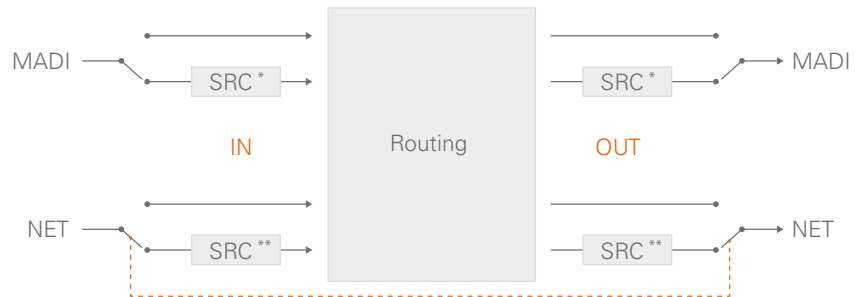 MADI
SRC *
SRC *
MADI
IN
Routing
OUT
NET
SRC **
SRC **
NET